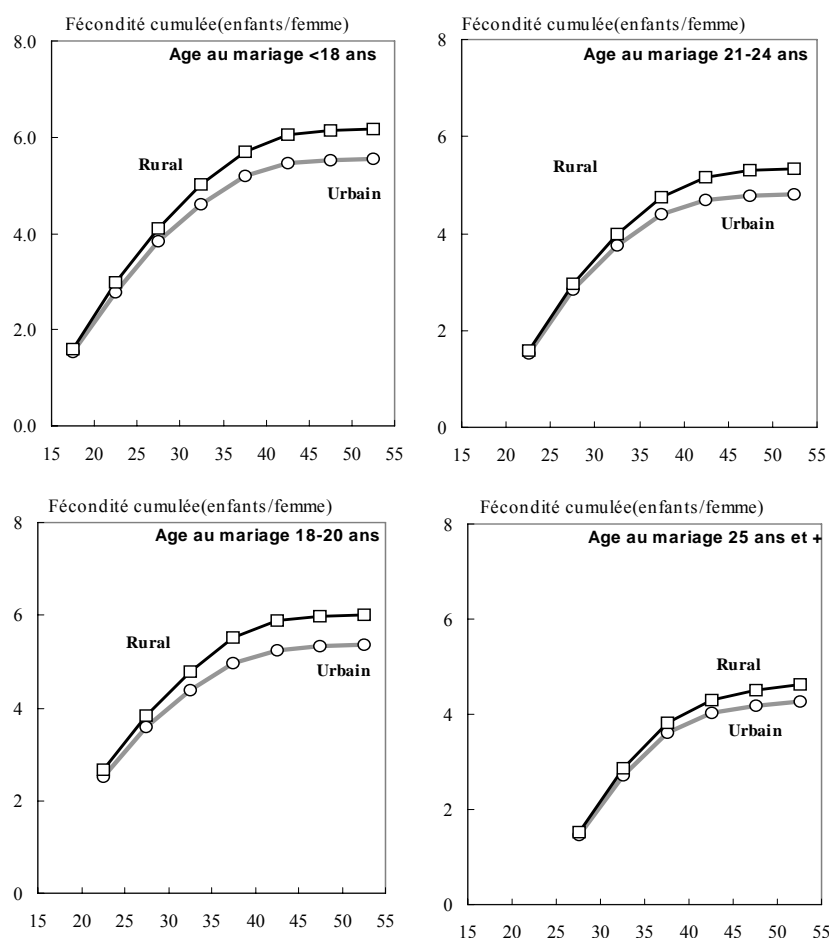 Fécondité cumulée(enfants/femme)
Age au mariage <18 ans
8.0
6.0
4.0
2.0
0.0
Rural
Urbain
15 20 25 30 35 40 45 50 55
Fécondité cumulée(enfants/femme)
Age au mariage 21-24 ans
8
6
4
2
0
Rural
Urbain
15 20 25 30 35 40 45 50 55
Fécondité cumulée(enfants/femme)
Age au mariage 18-20 ans
8
6
4
2
0
Rural
Urbain
15 20 25 30 35 40 45 50 55
Fécondité cumulée(enfants/femme)
Age au mariage 25 ans et +
8
6
4
2
0
Rural
Urbain
15 20 25 30 35 40 45 50 55